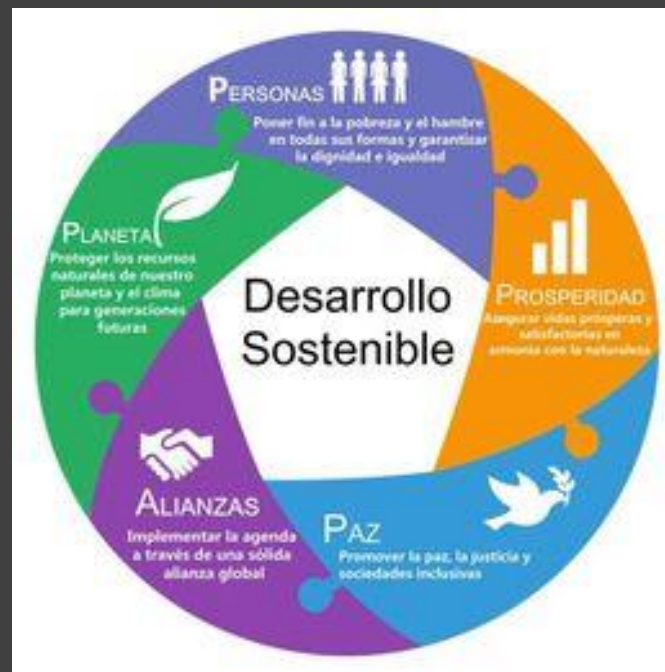 PERSONAS
Poner fin a la pobreza y el hambre
en todas sus formas y garantizar
la dignidad e igualdad
PROSPERIDAD
Asegurar vidas prósperas y
satisfactorias en
armonía con la naturaleza
PAZ
Promover la paz, la justicia y
sociedades inclusivas
ALIANZAS
Implementar la agenda
a través de una sólida
alianza global
PLANETA
Proteger los recursos
naturales de nuestro
planeta y el clima
para generaciones
futuras
Desarrollo
Sostenible